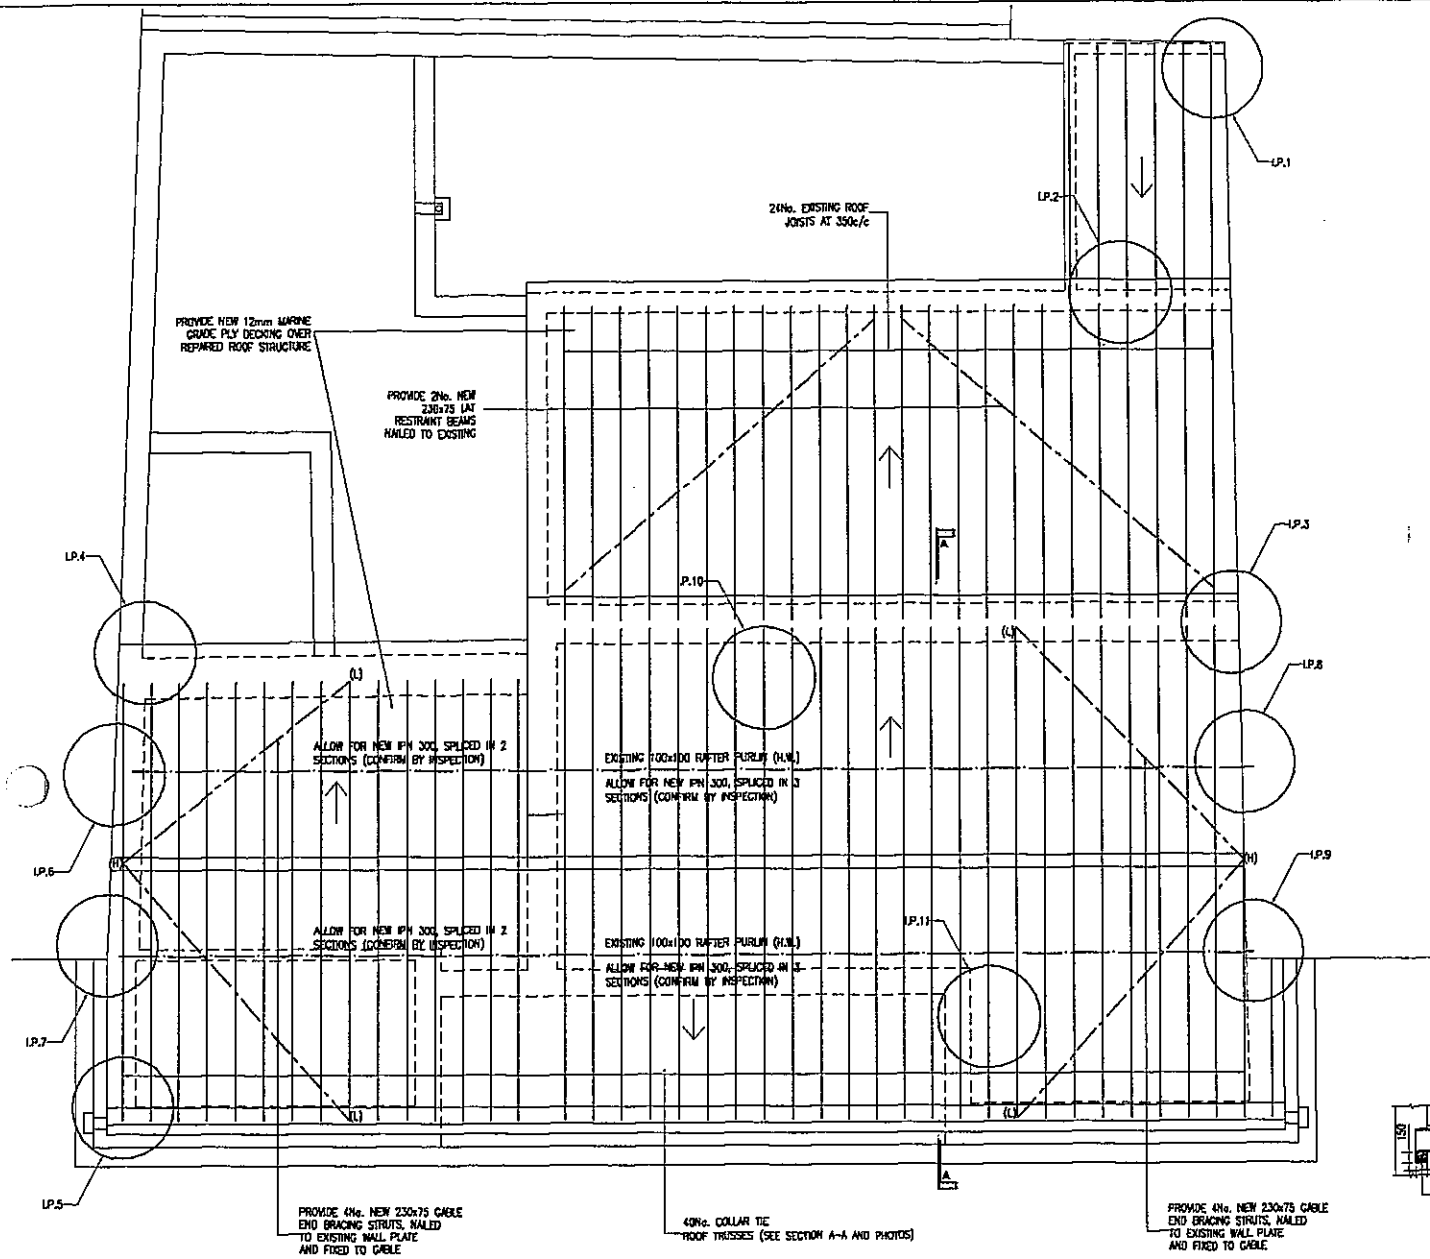 I.P.1
I.P.2
24No. EXISTING ROOF
JOISTS AT 350c/c
PROVIDE NEW 12mm MARINE
GRADE PLY DECKING OVER
REPAIRED ROOF STRUCTURE
PROVIDE 2No. NEW
230x75 LAT
RESTRAINT BEAMS
NAILED TO EXISTING
I.P.3
A
I.P.4
I.P.10
(L)
(L)
I.P.8
ALLOW FOR NEW IPN 300, SPLICED IN 2
SECTIONS (CONFIRM BY INSPECTION)
EXISTING 100x100 RAFTER PURLIN (H.W.)
ALLOW FOR NEW IPN 300, SPLICED IN 3
SECTIONS (CONFIRM BY INSPECTION)
I.P.6
(H)
(H)
I.P.9
I.P.11
ALLOW FOR NEW IPN 300, SPLICED IN 2
SECTIONS (CONFIRM BY INSPECTION)
EXISTING 100x100 RAFTER PURLIN (H.W.)
ALLOW FOR NEW IPN 300, SPLICED IN 3
SECTIONS (CONFIRM BY INSPECTION)
I.P.7
(L)
(L)
150
A
I.P.5
PROVIDE 4No. NEW 230x75 GABLE
END BRACING STRUTS, NAILED
TO EXISTING WALL PLATE
AND FIXED TO GABLE
40No. COLLAR TIE
ROOF TRUSSES (SEE SECTION A-A AND PHOTOS)
PROVIDE 4No. NEW 230x75 GABLE
END BRACING STRUTS, NAILED
TO EXISTING WALL PLATE
AND FIXED TO GABLE